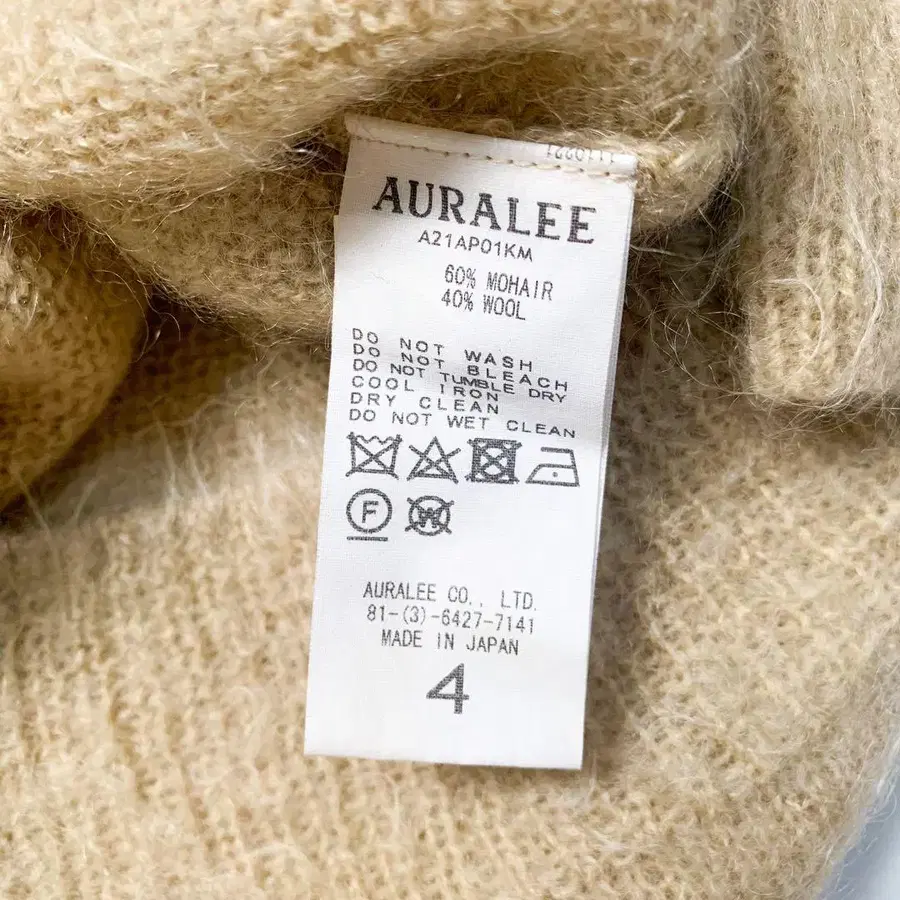 AURALEE
A21AP01KM
60% MOHAIR
40% WOOL
DO NOT WASH
DO NOT BLEACH
DO NOT TUMBLE DRY
COOL IRON
DRY CLEAN
DO NOT WET CLEAN
F
W
AURALEE CO., LTD.
81-(3)-6427-7141
MADE IN JAPAN
4